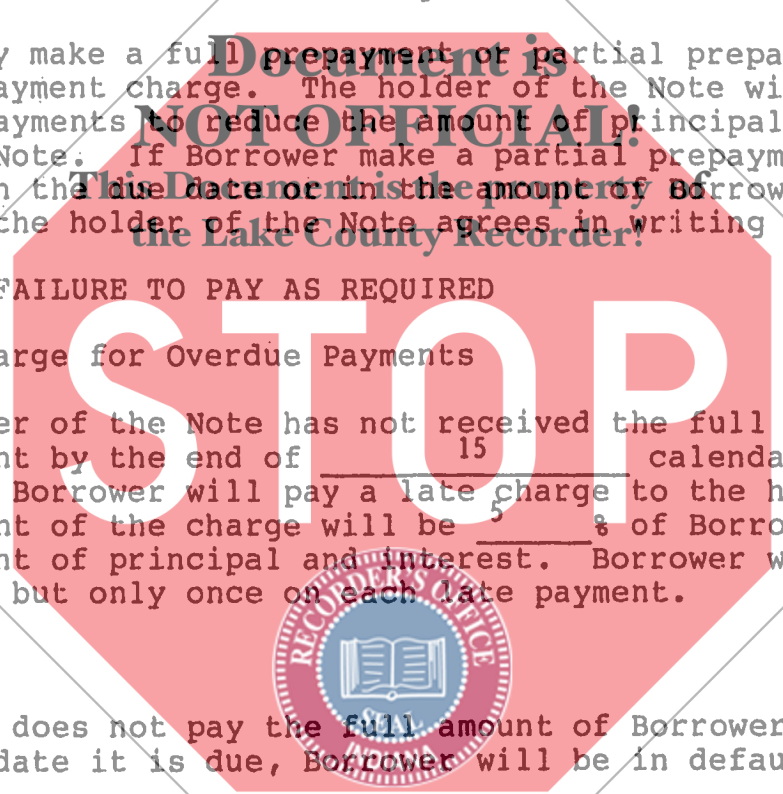 y make a full prepayment or partial prepa
Document is
ayment charge. The holder of the Note wi
ayments to reduce the amount of principal
NOT OFFICIAL!
Note. If Borrower make a partial prepaym
n the due date or in the amount of Borrow
This Document is the property of
the holder of the Note agrees in writing
the Lake County Recorder!
FAILURE TO PAY AS REQUIRED
STOP
arge for Overdue Payments
er of the Note has not received the full
nt by the end of 15 calenda
Borrower will pay a late charge to the h
nt of the charge will be 5 % of Borro
nt of principal and interest. Borrower w
but only once on each late payment.
RECORDER'S OFFICE
SEAL
INDIANA
does not pay the full amount of Borrower
date it is due, Borrower will be in defau